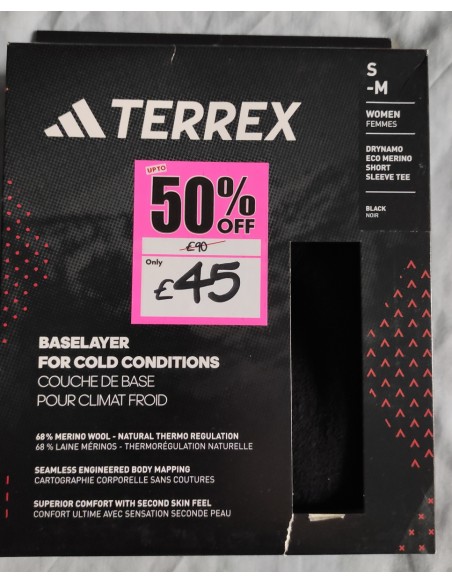 S
-M
TERREX
WOMEN
FEMMES
DRYNAMO
ECO MERINO
SHORT
SLEEVE TEE
BLACK
NOIR
UP TO
50%
OFF
£90
Only
£45
BASELAYER
FOR COLD CONDITIONS
COUCHE DE BASE
POUR CLIMAT FROID
68% MERINO WOOL - NATURAL THERMO REGULATION
68 % LAINE MÉRINOS - THERMORÉGULATION NATURELLE
SEAMLESS ENGINEERED BODY MAPPING
CARTOGRAPHIE CORPORELLE SANS COUTURES
SUPERIOR COMFORT WITH SECOND SKIN FEEL
CONFORT ULTIME AVEC SENSATION SECONDE PEAU